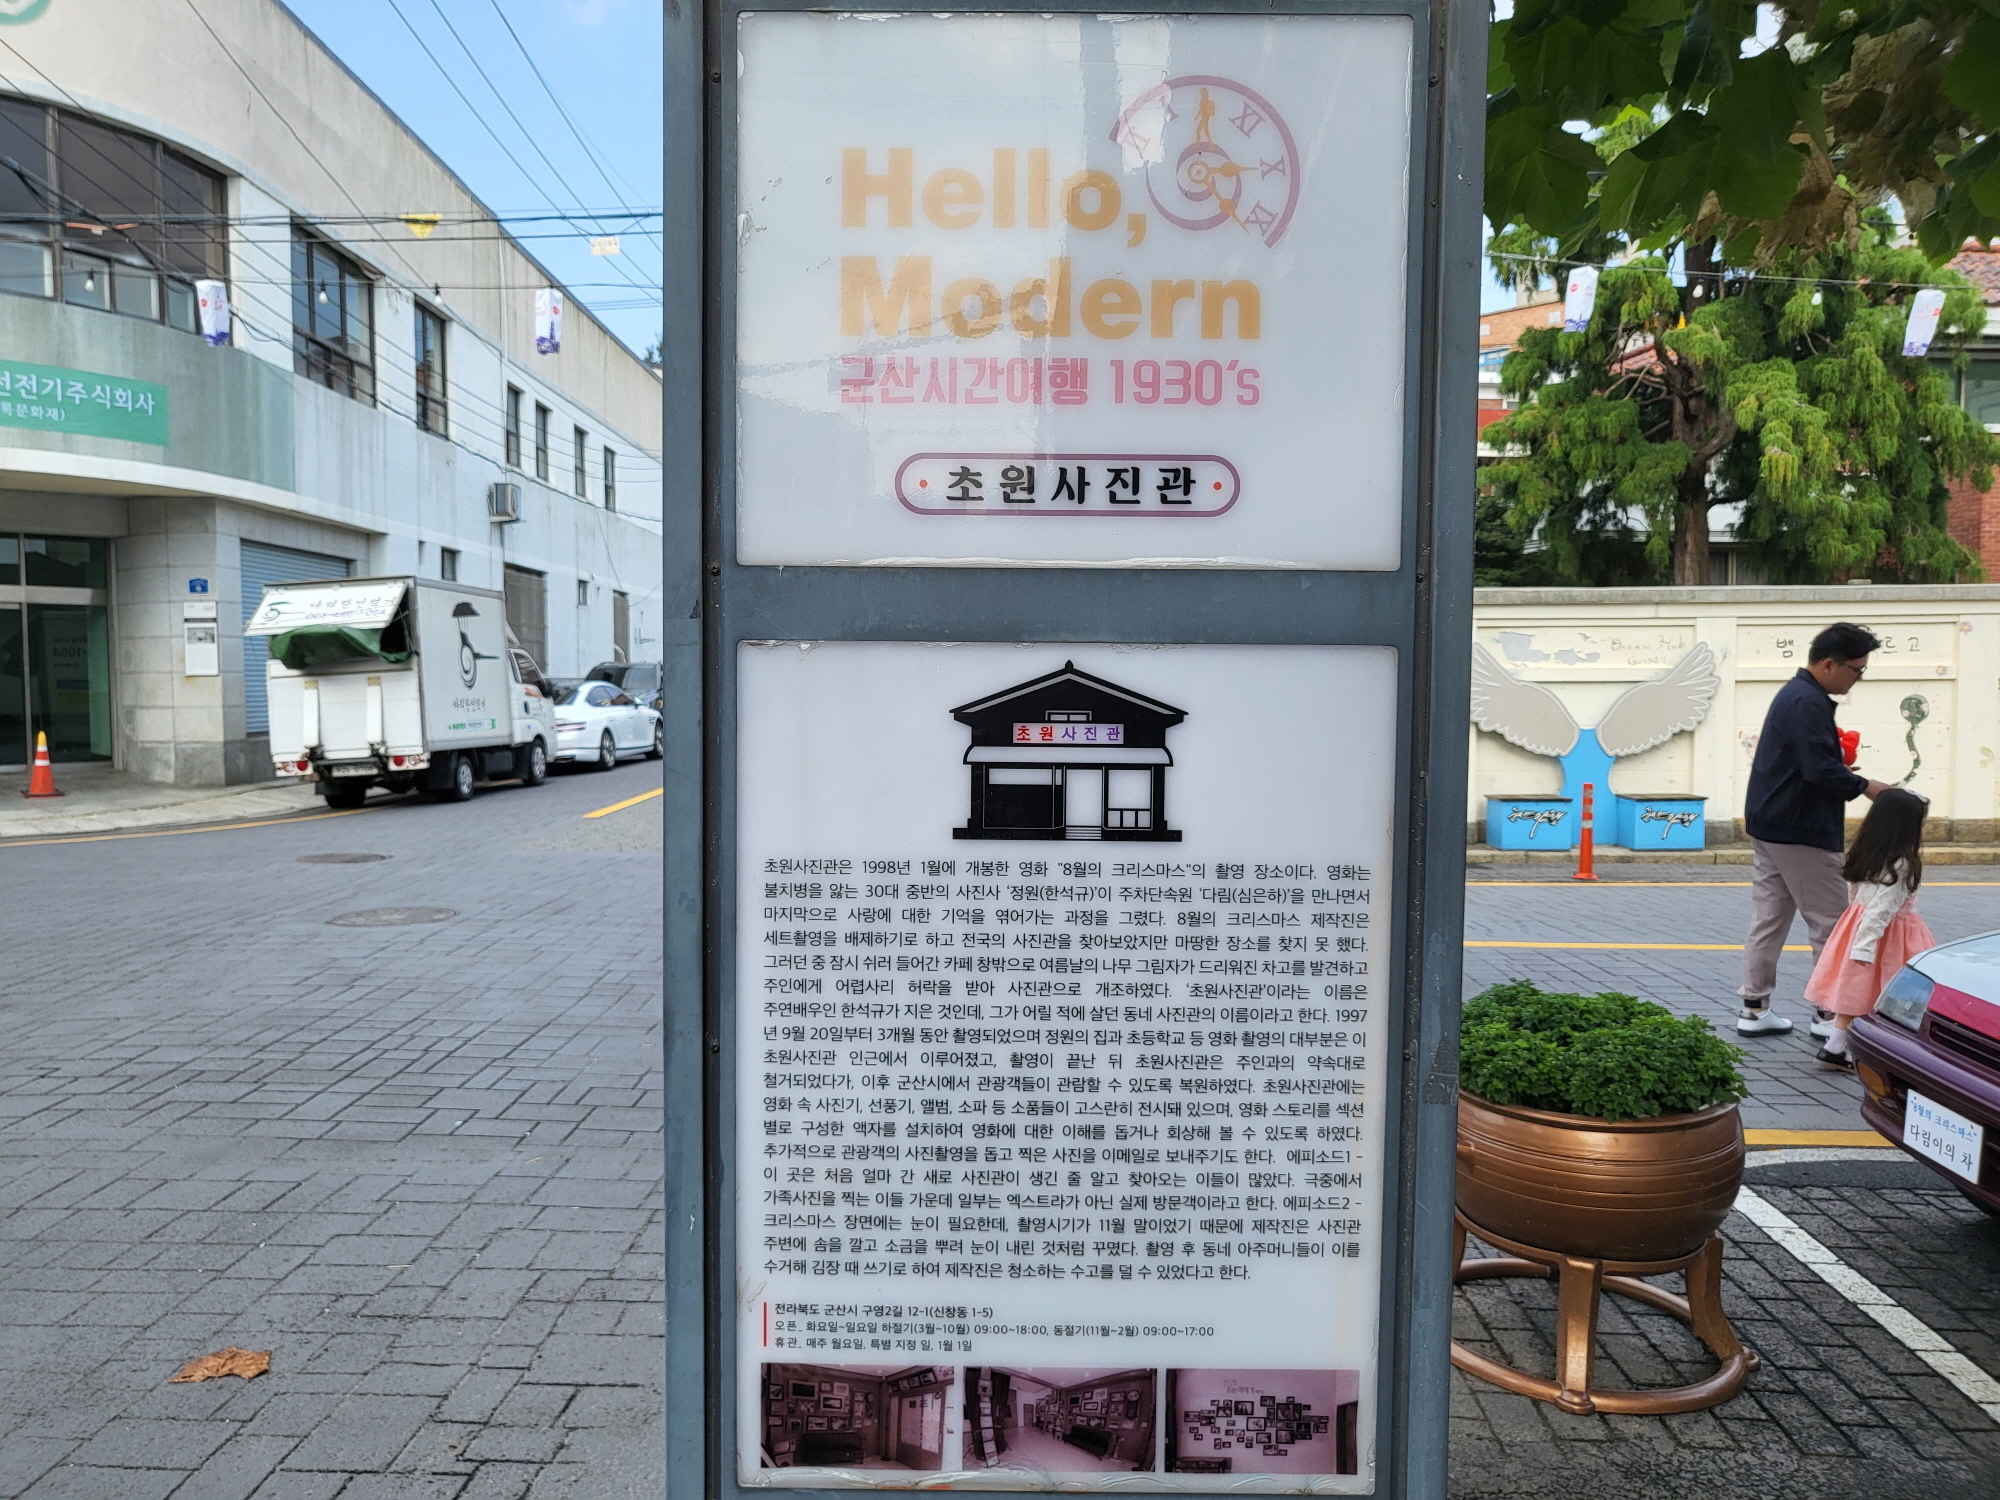 Hello,
Modern
군산시간여행 1930's
초원사진관
초원사진관
초원사진관은 1998년 1월에 개봉한 영화 "8월의 크리스마스"의 촬영 장소이다. 영화는
불치병을 앓는 30대 중반의 사진사 '정원(한석규)'이 주차단속원 '다림(심은하)'을 만나면서
마지막으로 사랑에 대한 기억을 엮어가는 과정을 그렸다. 8월의 크리스마스 제작진은
세트촬영을 배제하기로 하고 전국의 사진관을 찾아보았지만 마땅한 장소를 찾지 못 했다.
그러던 중 잠시 쉬러 들어간 카페 창밖으로 여름날의 나무 그림자가 드리워진 차고를 발견하고
주인에게 어렵사리 허락을 받아 사진관으로 개조하였다. '초원사진관'이라는 이름은
주연배우인 한석규가 지은 것인데, 그가 어릴 적에 살던 동네 사진관의 이름이라고 한다. 1997
년 9월 20일부터 3개월 동안 촬영되었으며 정원의 집과 초등학교 등 영화 촬영의 대부분은 이
초원사진관 인근에서 이루어졌고, 촬영이 끝난 뒤 초원사진관은 주인과의 약속대로
철거되었다가, 이후 군산시에서 관광객들이 관람할 수 있도록 복원하였다. 초원사진관에는
영화 속 사진기, 선풍기, 앨범, 소파 등 소품들이 고스란히 전시돼 있으며, 영화 스토리를 섹션
별로 구성한 액자를 설치하여 영화에 대한 이해를 돕거나 회상해 볼 수 있도록 하였다.
추가적으로 관광객의 사진촬영을 돕고 찍은 사진을 이메일로 보내주기도 한다. 에피소드1 -
이 곳은 처음 얼마 간 새로 사진관이 생긴 줄 알고 찾아오는 이들이 많았다. 극중에서
가족사진을 찍는 이들 가운데 일부는 엑스트라가 아닌 실제 방문객이라고 한다. 에피소드2 -
크리스마스 장면에는 눈이 필요한데, 촬영시기가 11월 말이었기 때문에 제작진은 사진관
주변에 솜을 깔고 소금을 뿌려 눈이 내린 것처럼 꾸몄다. 촬영 후 동네 아주머니들이 이를
수거해 김장 때 쓰기로 하여 제작진은 청소하는 수고를 덜 수 있었다고 한다.
전라북도 군산시 구영2길 12-1(신창동 1-5)
오픈_ 화요일~일요일 하절기(3월~10월) 09:00~18:00, 동절기(11월~2월) 09:00~17:00
휴관_ 매주 월요일, 특별 지정 일, 1월 1일
전기주식회사
록문화재)
"8월의 크리스마스"
다림이의 차